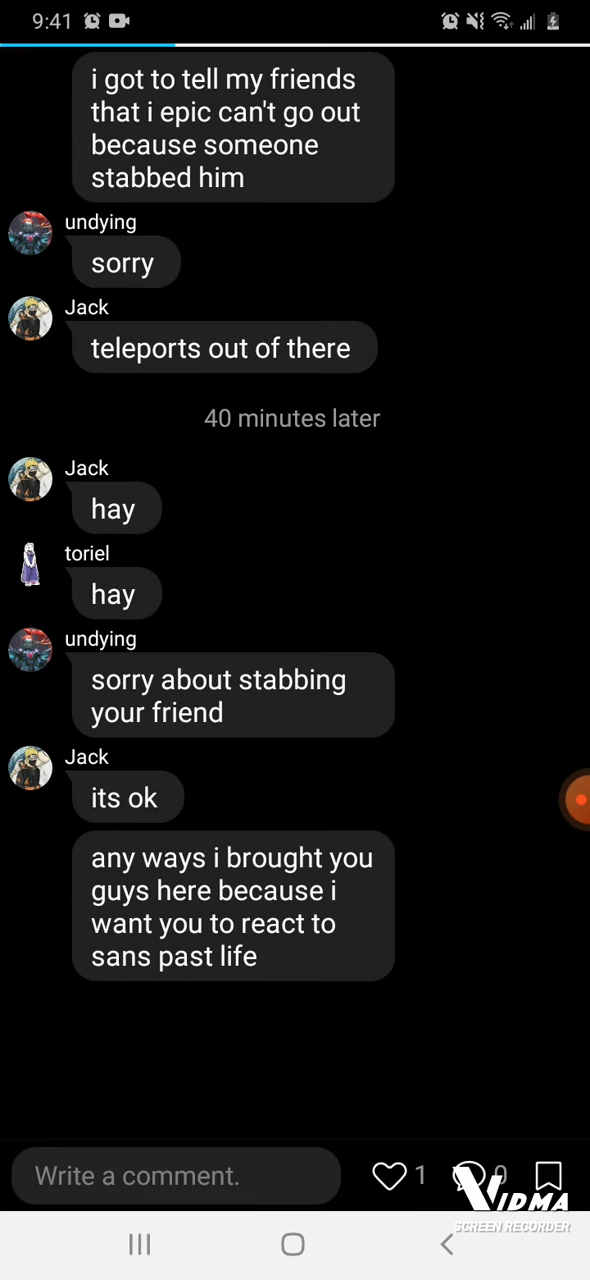 9:41
i got to tell my friends
that i epic can't go out
because someone
stabbed him
undying
sorry
Jack
teleports out of there
40 minutes later
Jack
hay
toriel
hay
undying
sorry about stabbing
your friend
Jack
its ok
any ways i brought you
guys here because i
want you to react to
sans past life
Write a comment.
1
0
VIDMA
SCREEN RECORDER